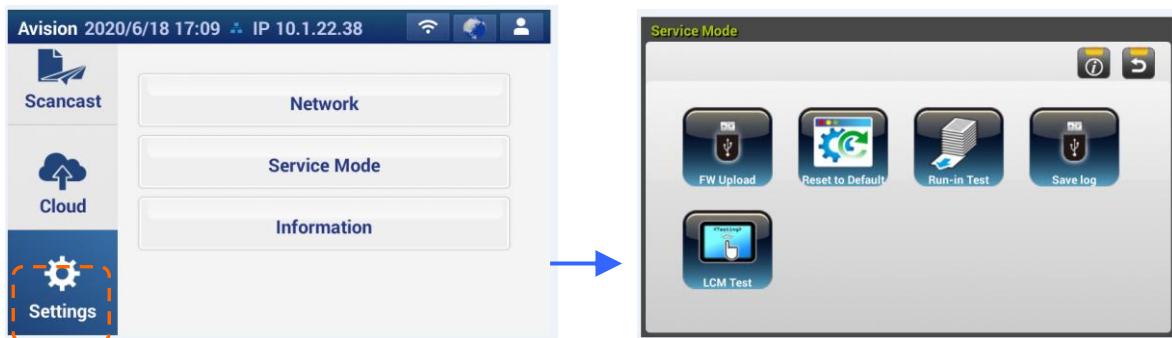 Avision 2020/6/18 17:09 IP 10.1.22.38
Scancast
Cloud
Settings
Network
Service Mode
Information
Service Mode
FW Upload
Reset to Default
Run-in Test
Save log
<Testing>
LCM Test